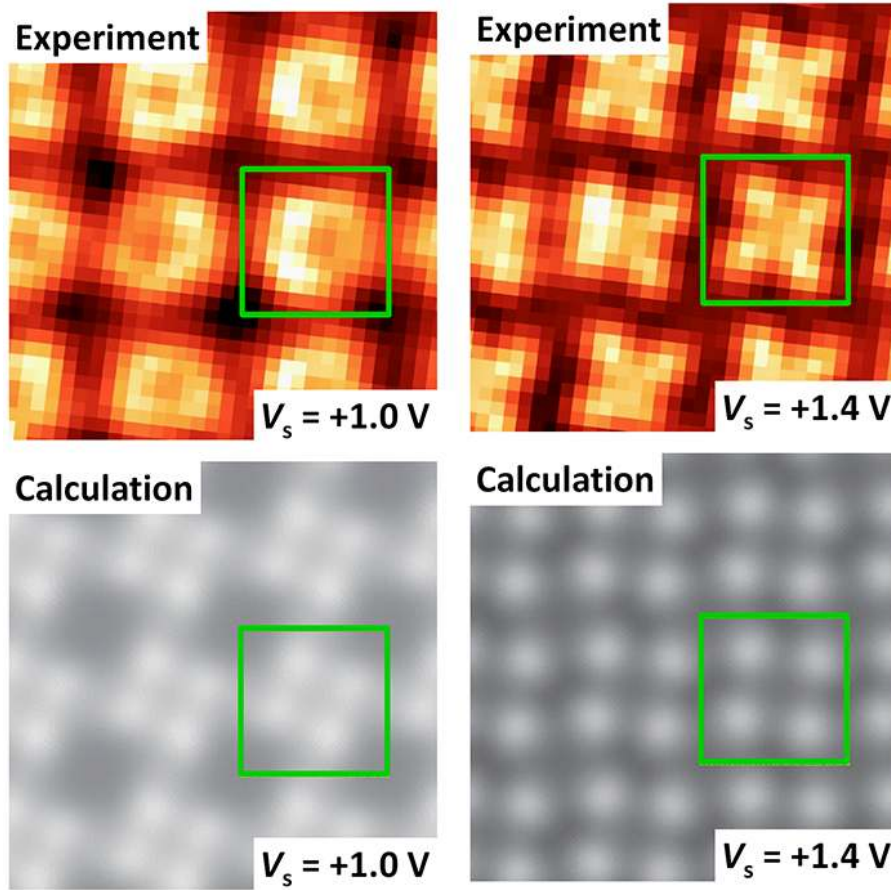 Experiment
Experiment
Vs = +1.0 V
Vs = +1.4 V
Calculation
Calculation
Vs = +1.0 V
Vs = +1.4 V